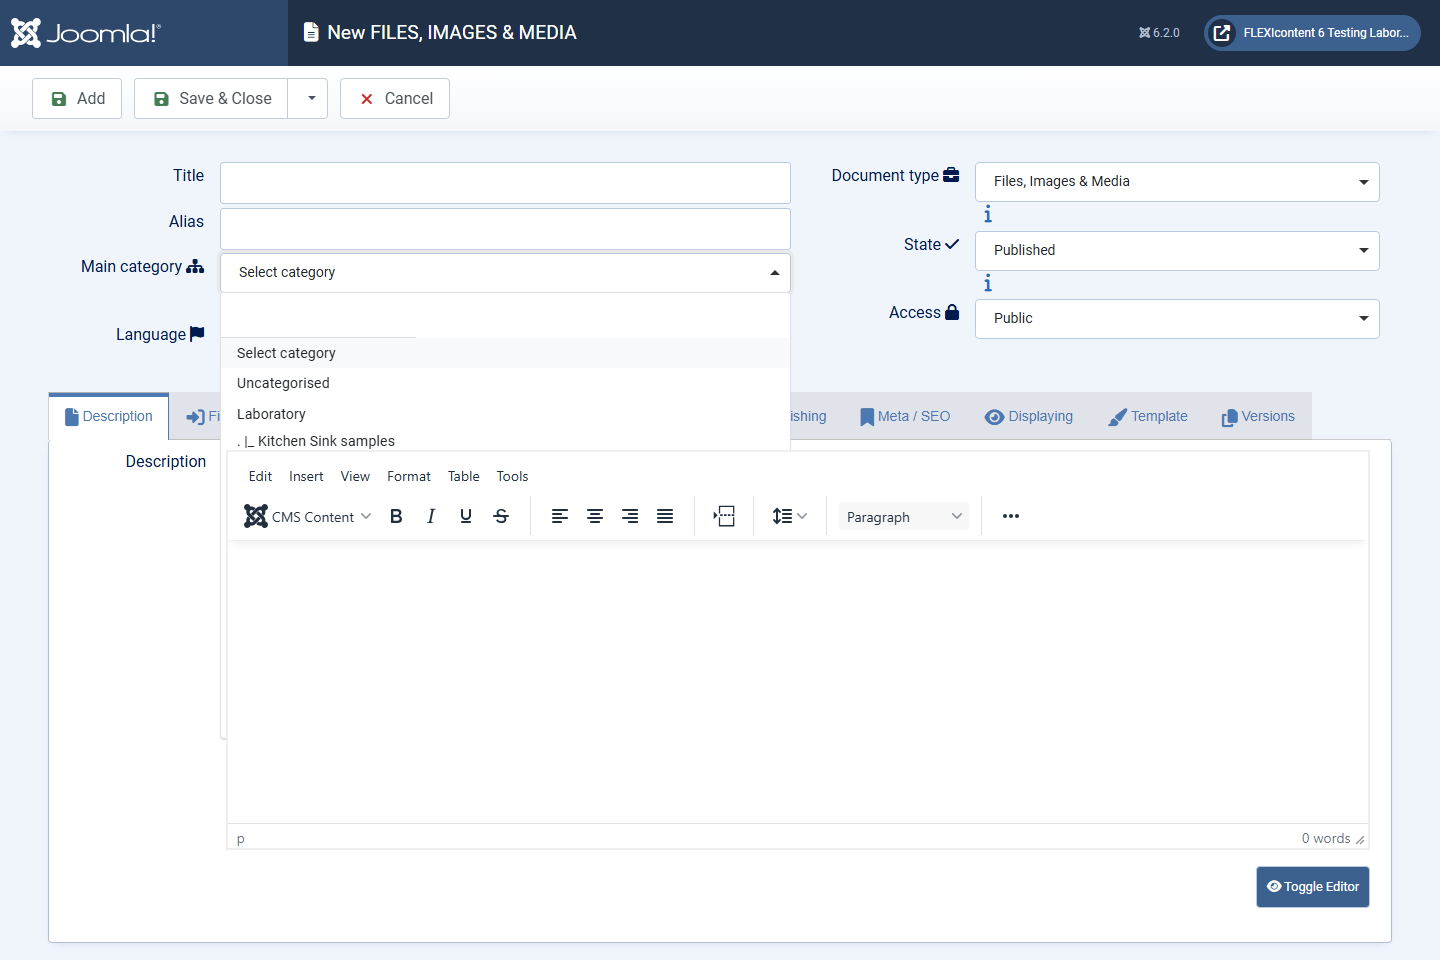 Joomla!®
New FILES, IMAGES & MEDIA
6.2.0
FLEXIcontent 6 Testing Labor...
Add
Save & Close
Cancel
Title
Alias
Main category
Select category
Language
Select category
Uncategorised
Laboratory
. |_ Kitchen Sink samples
Document type
Files, Images & Media
State
Published
Access
Public
Description
Fi
ishing
Meta / SEO
Displaying
Template
Versions
Description
Edit Insert View Format Table Tools
CMS Content
B I U S
Paragraph
p
0 words
Toggle Editor